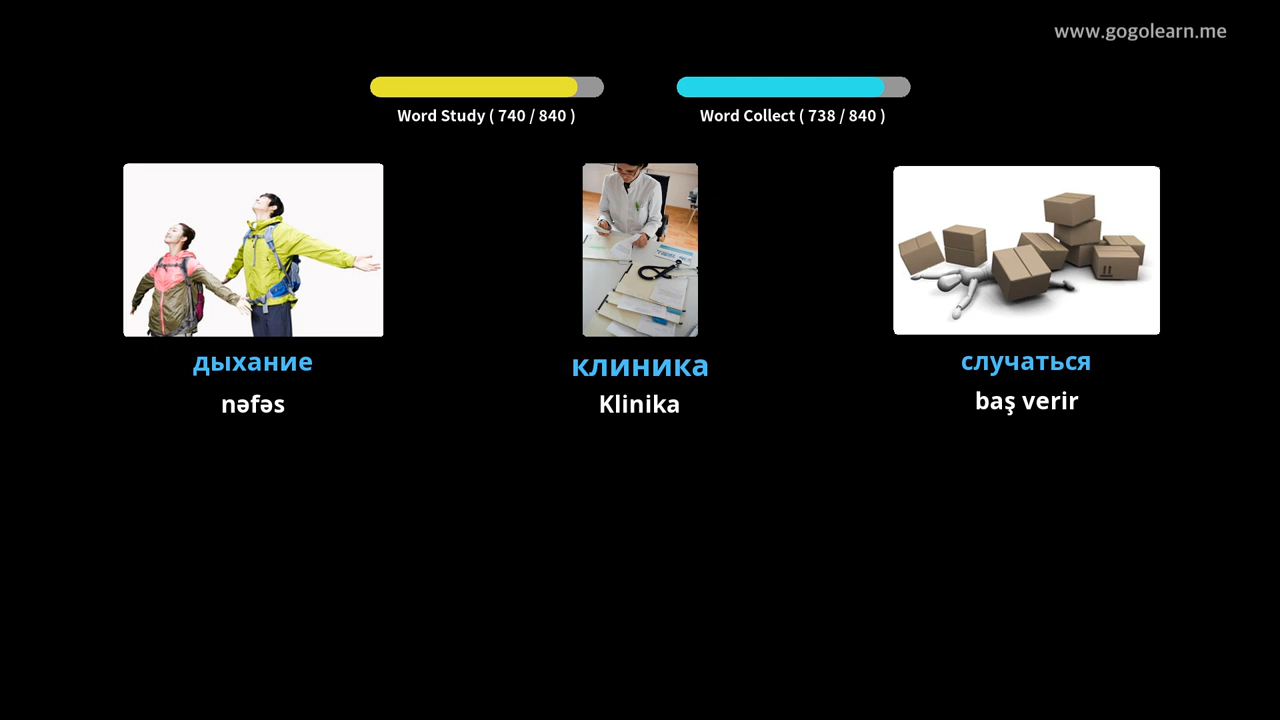 www.gogolearn.me
Word Study ( 740 / 840 )
Word Collect ( 738 / 840 )
дыхание
nəfəs
клиника
Klinika
случаться
baş verir